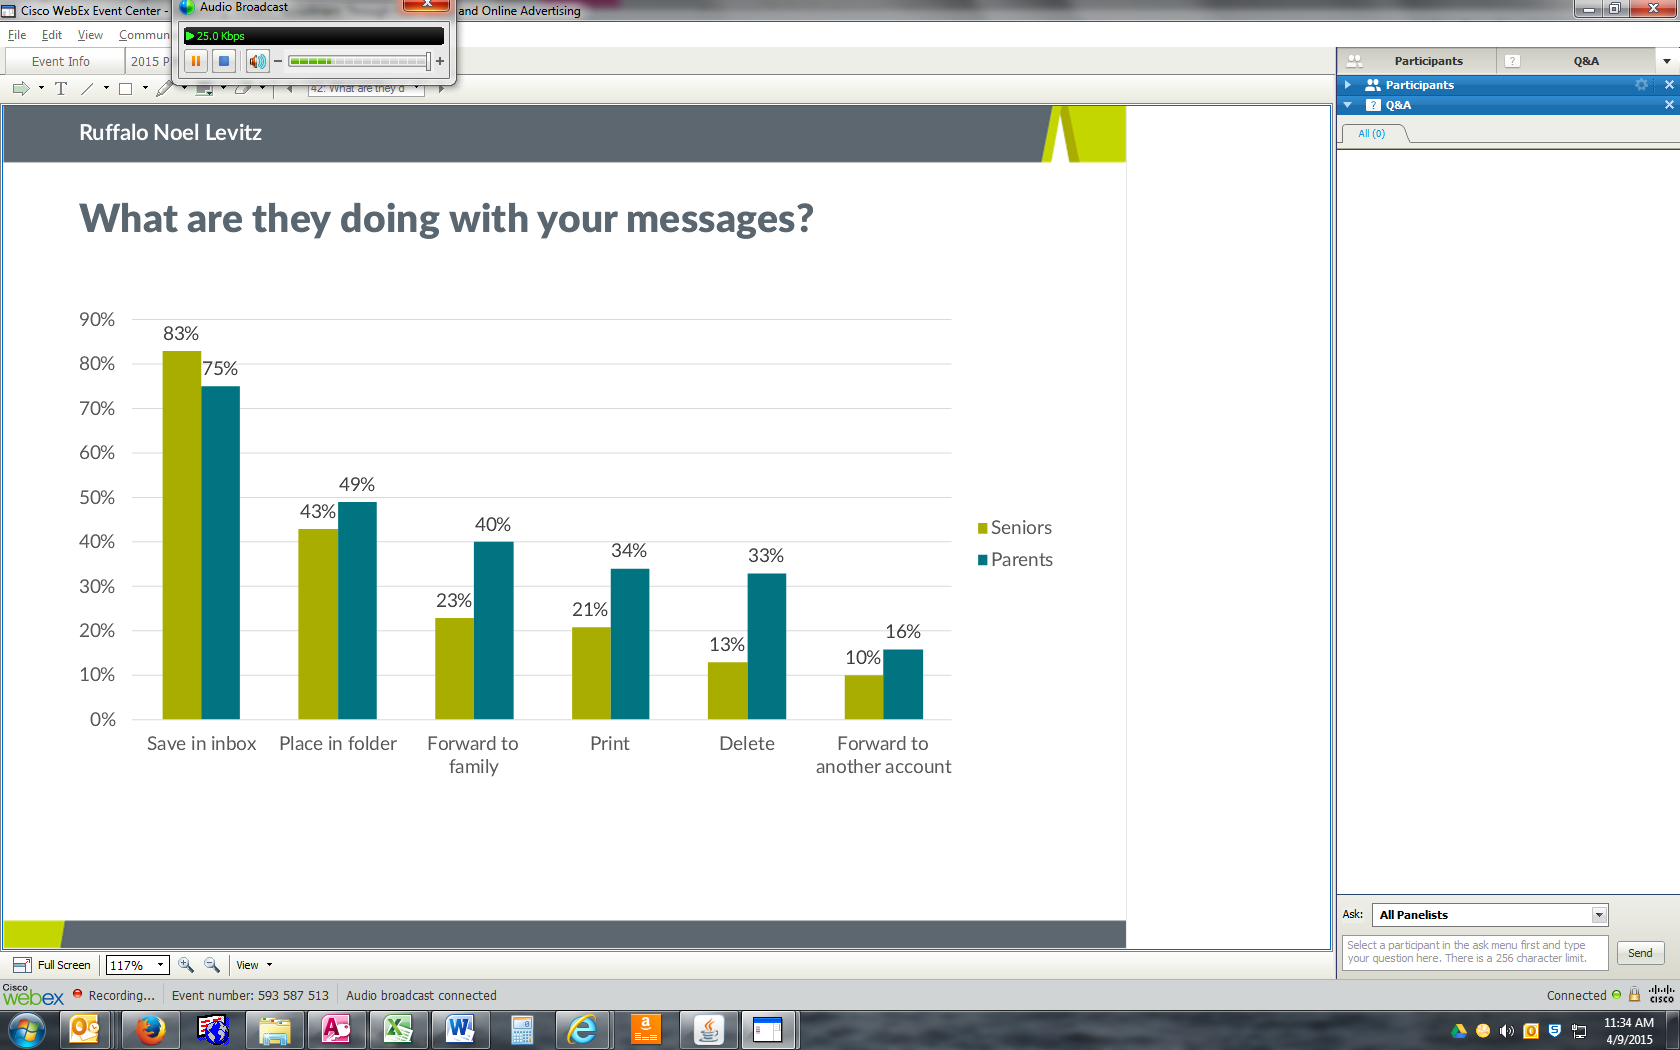 Cisco WebEx Event Center -
Audio Broadcast
and Online Advertising
25.0 Kbps
File Edit View Commun
Event Info
2015 P
42: What are they d
Ruffalo Noel Levitz
What are they doing with your messages?
90%
80%
70%
60%
50%
40%
30%
20%
10%
0%
83%
75%
43%
49%
23%
40%
21%
34%
13%
33%
10%
16%
Save in inbox
Place in folder
Forward to
family
Print
Delete
Forward to
another account
Seniors
Parents
Participants
Q&A
Participants
Q&A
All (0)
Ask: All Panelists
Select a participant in the ask menu first and type
your question here. There is a 256 character limit.
Send
Full Screen 117% View
Cisco
webex Recording... Event number: 593 587 513 Audio broadcast connected
Connected
CISCO
11:34 AM
4/9/2015